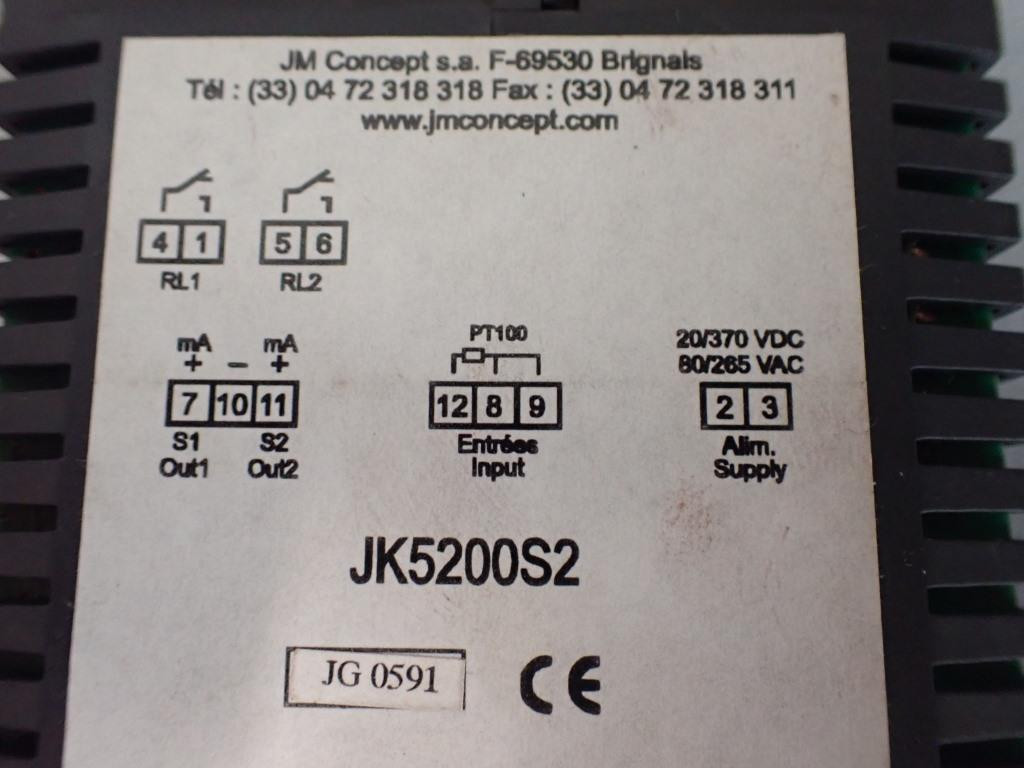 JM Concept s.a. F-69530 Brignais
Tél : (33) 04 72 318 318 Fax : (33) 04 72 318 311
www.jmconcept.com
4 1 5 6
RL1 RL2
mA mA PT100 20/370 VDC
+ – + 80/265 VAC
7 10 11 12 8 9 2 3
S1 S2 Entrées Alim.
Out1 Out2 Input Supply
JK5200S2
JG 0591 CE